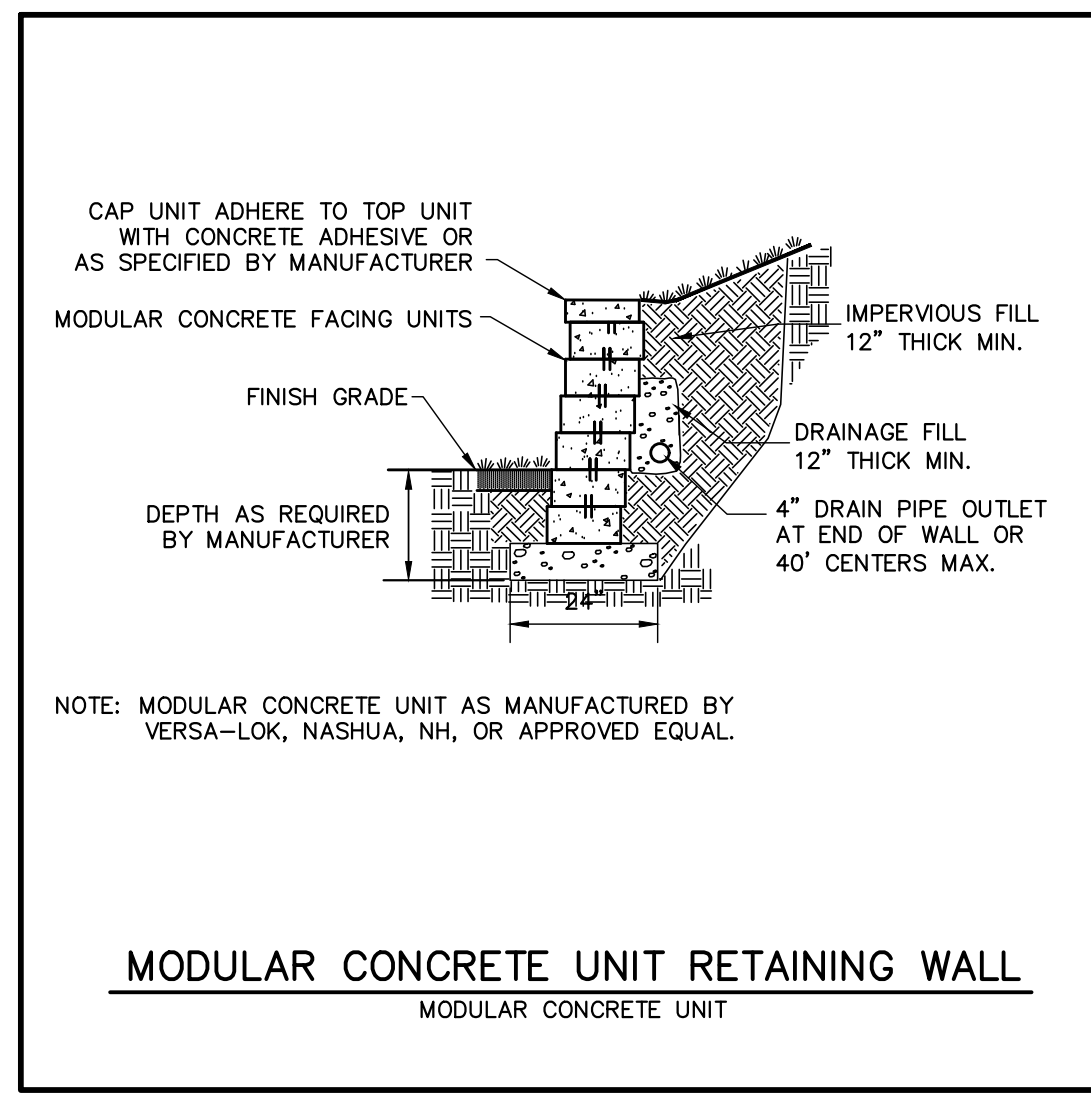 CAP UNIT ADHERE TO TOP UNIT
WITH CONCRETE ADHESIVE OR
AS SPECIFIED BY MANUFACTURER
MODULAR CONCRETE FACING UNITS
FINISH GRADE
DEPTH AS REQUIRED
BY MANUFACTURER
IMPERVIOUS FILL
12" THICK MIN.
DRAINAGE FILL
12" THICK MIN.
4" DRAIN PIPE OUTLET
AT END OF WALL OR
40' CENTERS MAX.
24"
NOTE: MODULAR CONCRETE UNIT AS MANUFACTURED BY
VERSA-LOK, NASHUA, NH, OR APPROVED EQUAL.
MODULAR CONCRETE UNIT RETAINING WALL
MODULAR CONCRETE UNIT